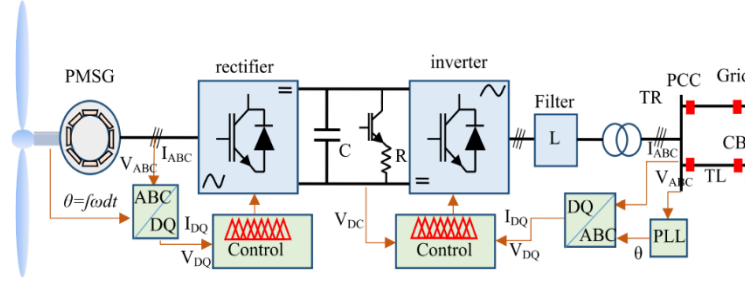 PMSG
rectifier
inverter
Filter
TR
PCC
Grid
L
C
R
CB
V_ABC
I_ABC
I_ABC
V_ABC
TL
θ=∫ωdt
ABC
DQ
I_DQ
V_DQ
Control
V_DC
Control
I_DQ
V_DQ
DQ
ABC
θ
PLL